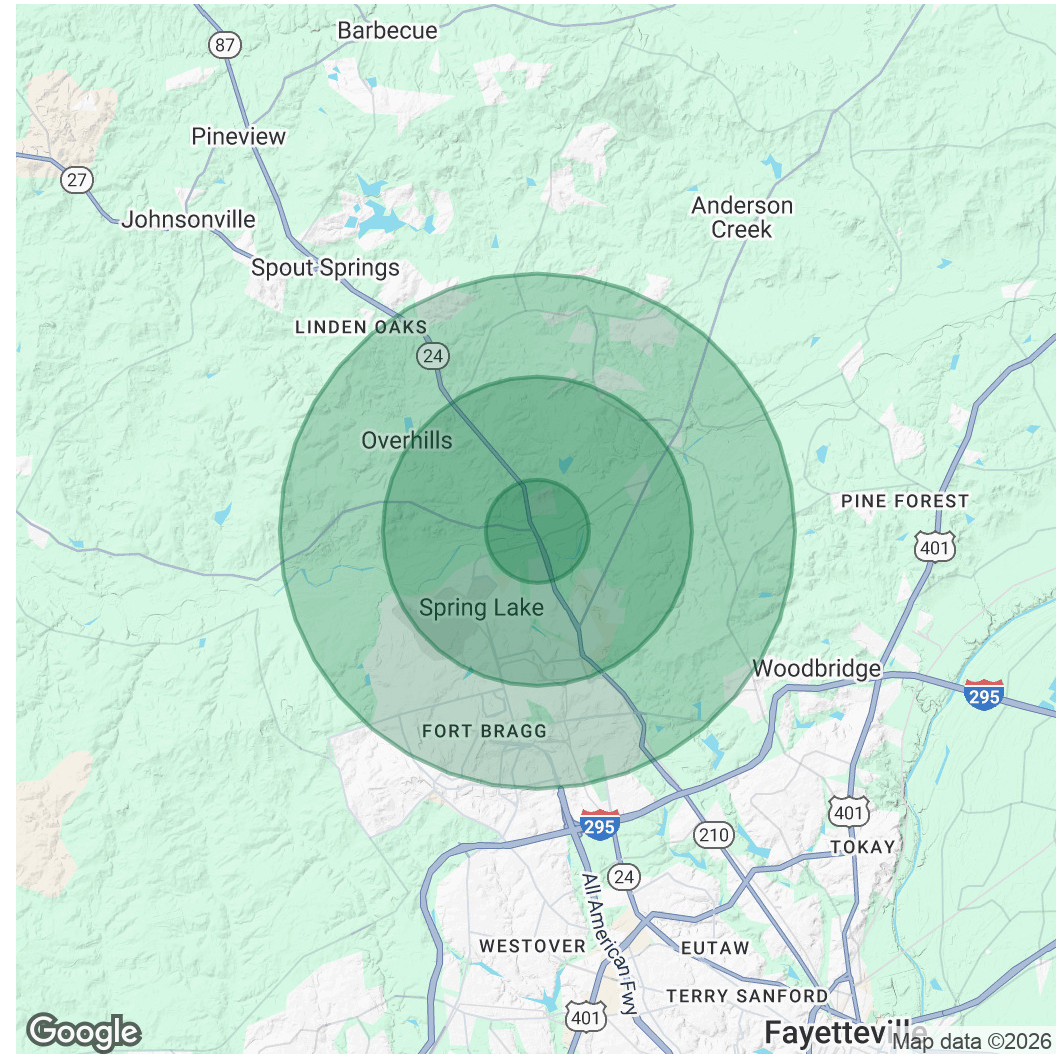 Barbecue
87
Pineview
27
Johnsonville
Anderson
Creek
Spout Springs
LINDEN OAKS
24
Overhills
PINE FOREST
401
Spring Lake
Woodbridge
295
FORT BRAGG
401
295
210
TOKAY
24
All American Fwy
WESTOVER
EUTAW
TERRY SANFORD
401
Fayetteville
Google
Map data ©2026